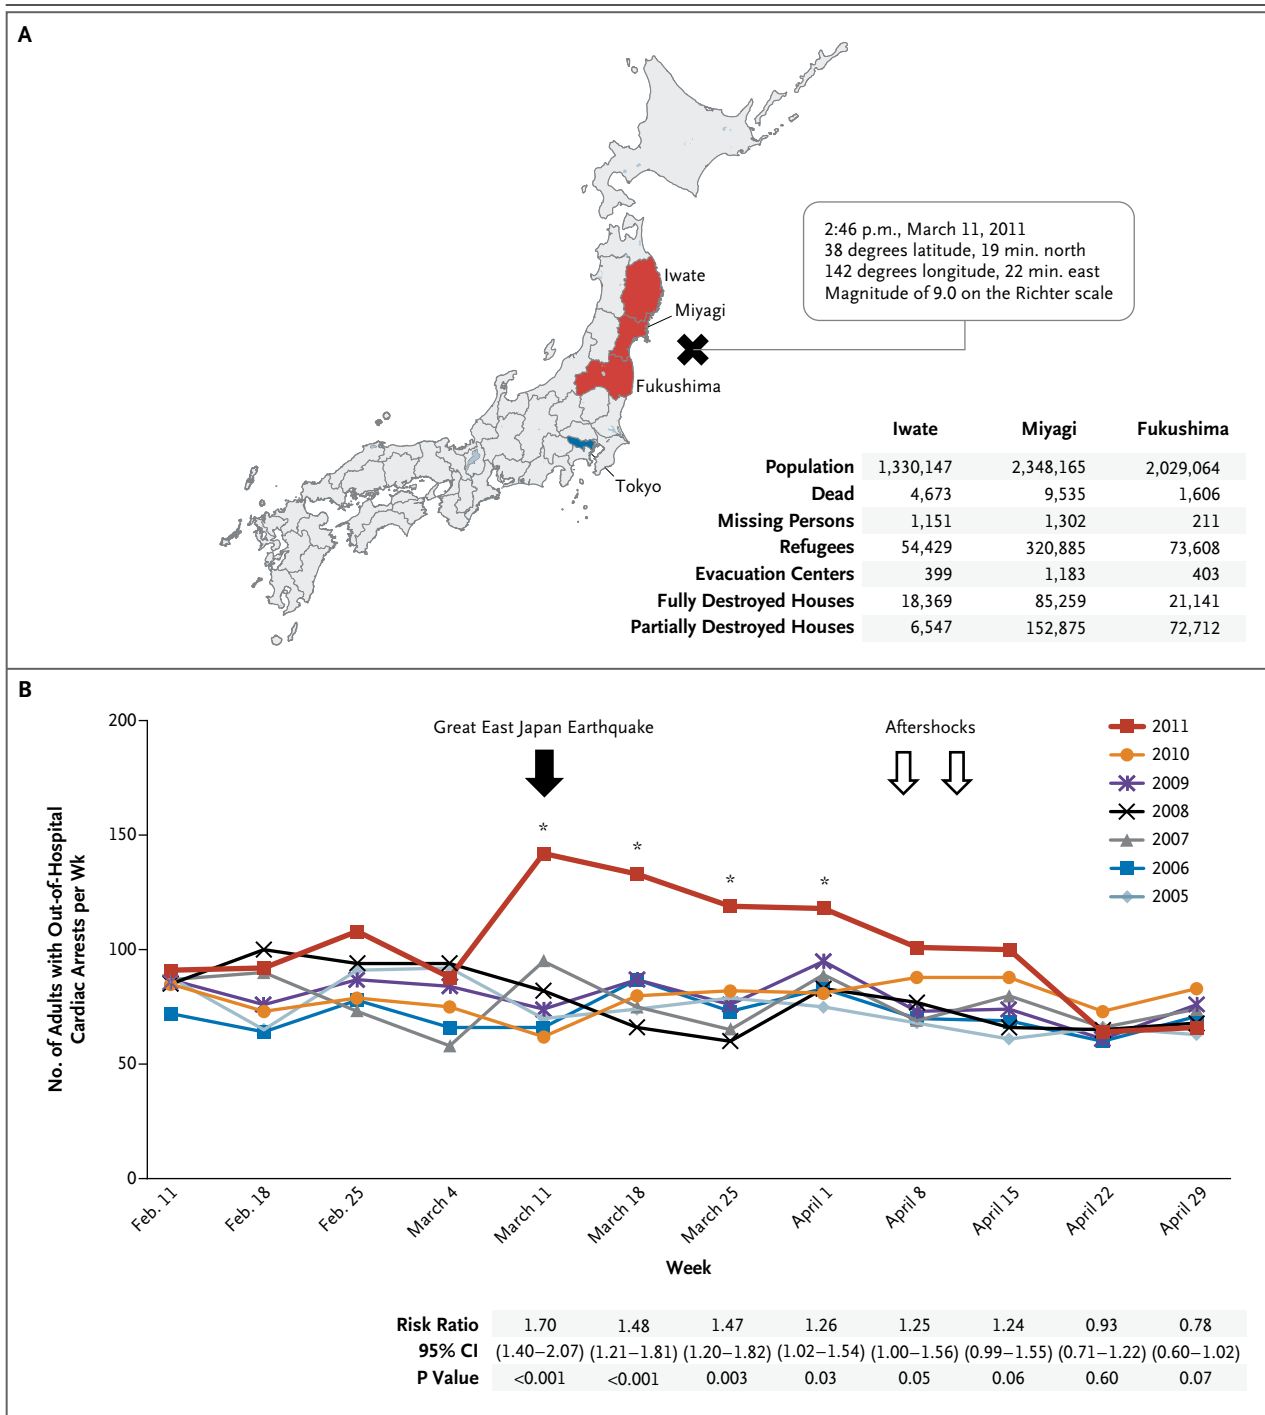 A
2:46 p.m., March 11, 2011
38 degrees latitude, 19 min. north
142 degrees longitude, 22 min. east
Magnitude of 9.0 on the Richter scale
Iwate
Miyagi
Fukushima
Tokyo
Iwate Miyagi Fukushima
Population 1,330,147 2,348,165 2,029,064
Dead 4,673 9,535 1,606
Missing Persons 1,151 1,302 211
Refugees 54,429 320,885 73,608
Evacuation Centers 399 1,183 403
Fully Destroyed Houses 18,369 85,259 21,141
Partially Destroyed Houses 6,547 152,875 72,712
B
Great East Japan Earthquake
Aftershocks
2011
2010
2009
2008
2007
2006
2005
No. of Adults with Out-of-Hospital
Cardiac Arrests per Wk
200
150
100
50
0
* * * *
Feb. 11 Feb. 18 Feb. 25 March 4 March 11 March 18 March 25 April 1 April 8 April 15 April 22 April 29
Week
Risk Ratio 1.70 1.48 1.47 1.26 1.25 1.24 0.93 0.78
95% CI (1.40–2.07) (1.21–1.81) (1.20–1.82) (1.02–1.54) (1.00–1.56) (0.99–1.55) (0.71–1.22) (0.60–1.02)
P Value <0.001 <0.001 0.003 0.03 0.05 0.06 0.60 0.07